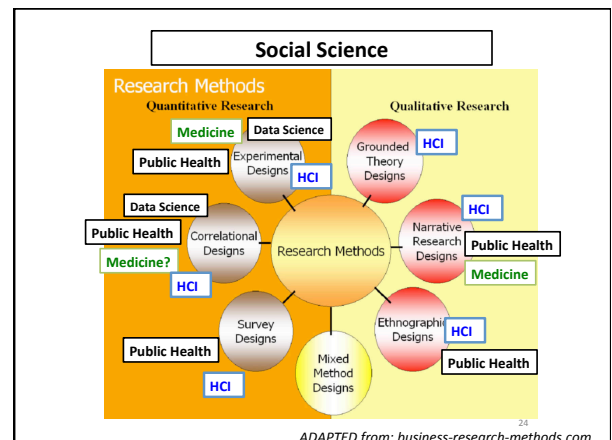 Social Science
Research Methods
Quantitative Research
Qualitative Research
Medicine
Data Science
Public Health
Experimental
Designs
HCI
Grounded
Theory
Designs
HCI
Data Science
Public Health
Correlational
Designs
Medicine?
HCI
Research Methods
HCI
Narrative
Research
Designs
Public Health
Medicine
Survey
Designs
Public Health
HCI
Mixed
Method
Designs
Ethnographic
Designs
HCI
Public Health
24
ADAPTED from: business-research-methods.com